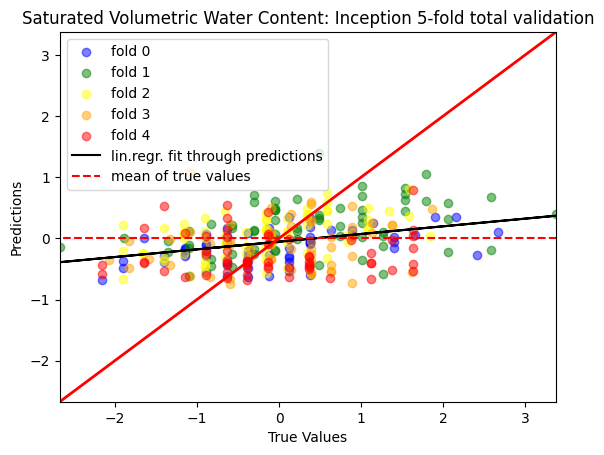 Saturated Volumetric Water Content: Inception 5-fold total validation
fold 0
fold 1
fold 2
fold 3
fold 4
lin.regr. fit through predictions
mean of true values
3
2
1
0
−1
−2
Predictions
−2
−1
0
1
2
3
True Values